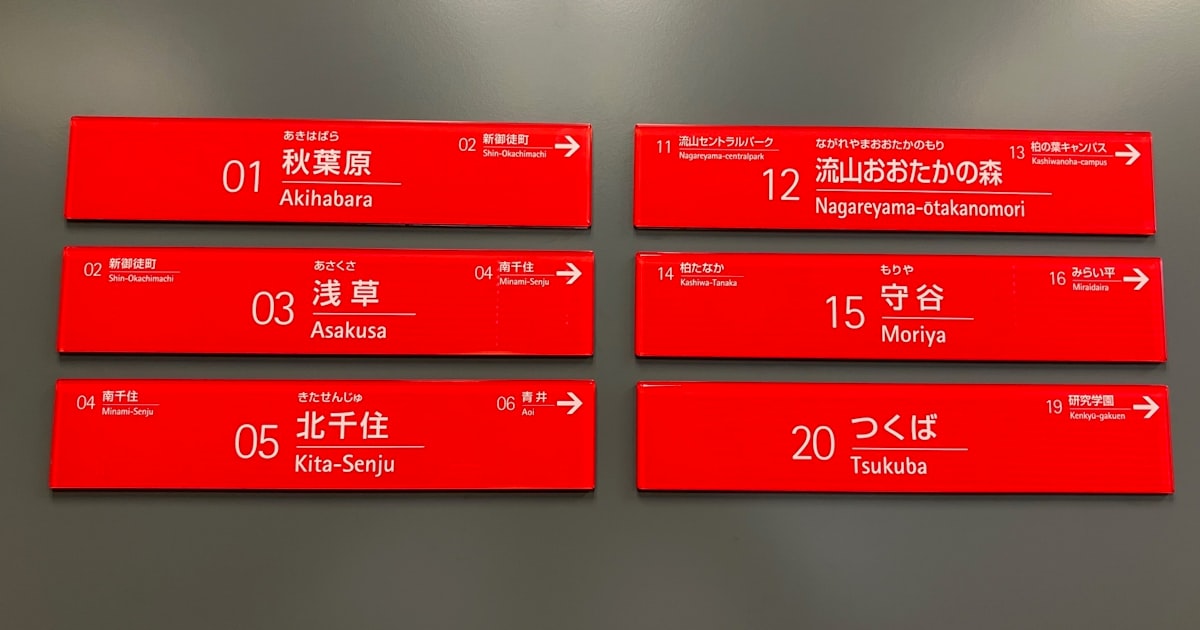 あきはばら
01 秋葉原
Akihabara
02 新御徒町
Shin-Okachimachi
02 新御徒町
Shin-Okachimachi
あさくさ
03 浅草
Asakusa
04 南千住
Minami-Senju
04 南千住
Minami-Senju
きたせんじゅ
05 北千住
Kita-Senju
06 青井
Aoi
11 流山セントラルパーク
Nagareyama-centralpark
ながれやまおおたかのもり
12 流山おおたかの森
Nagareyama-ōtakanomori
13 柏の葉キャンパス
Kashiwanoha-campus
14 柏たなか
Kashiwa-Tanaka
もりや
15 守谷
Moriya
16 みらい平
Miraidaira
20 つくば
Tsukuba
19 研究学園
Kenkyū-gakuen